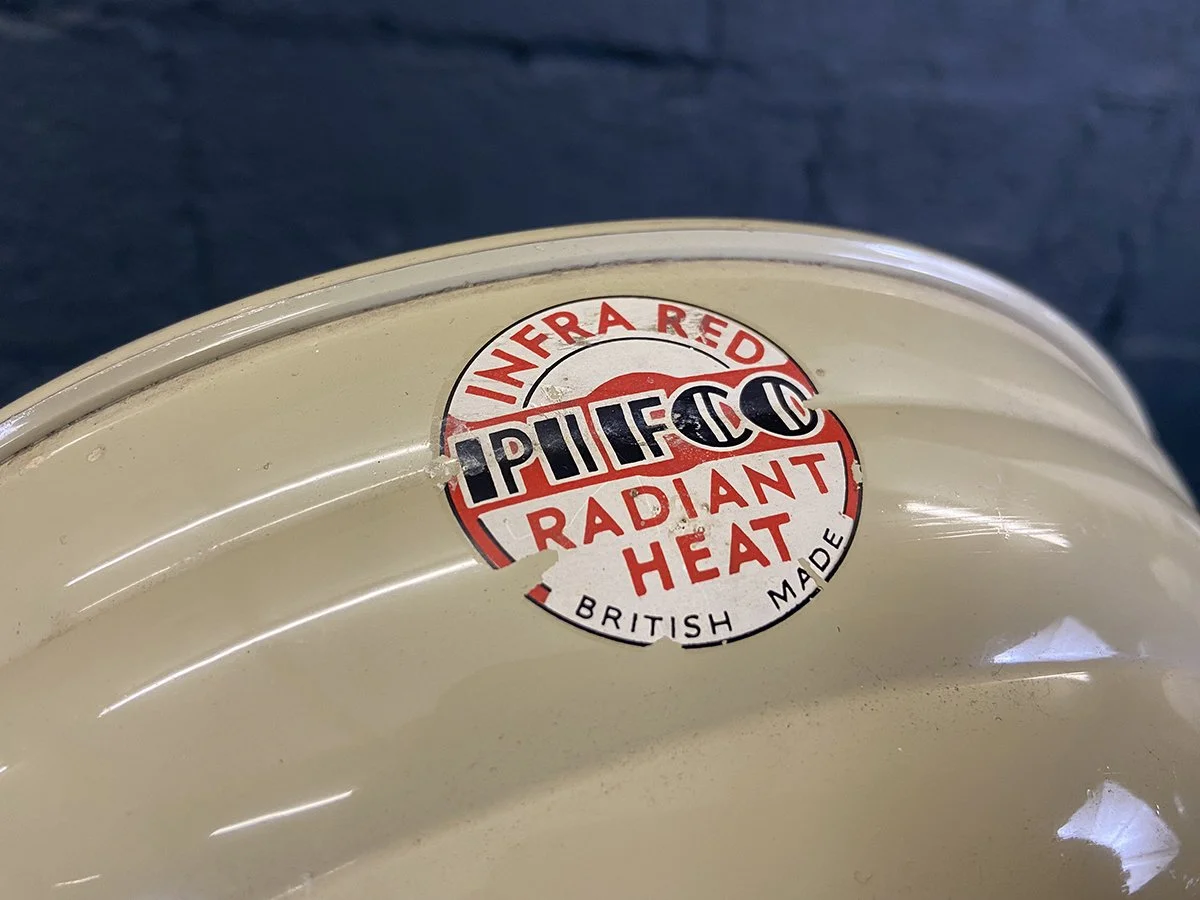 INFRA RED
PIFCO
RADIANT
HEAT
BRITISH MADE